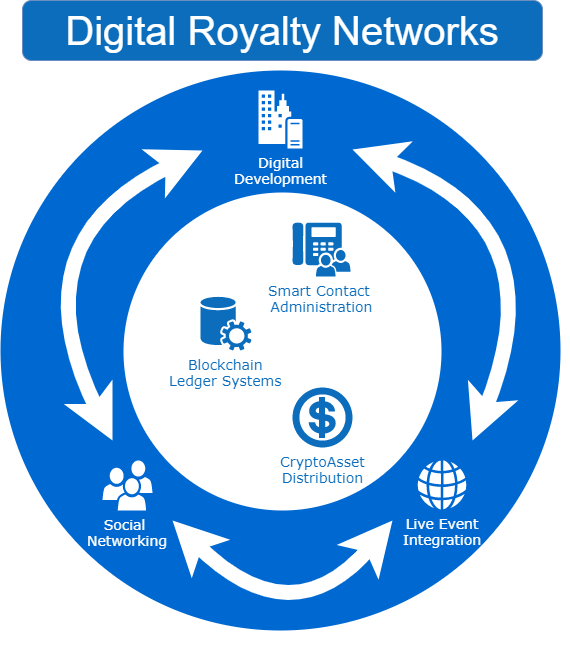 Digital Royalty Networks
Digital
Development
Smart Contact
Administration
Blockchain
Ledger Systems
CryptoAsset
Distribution
Social
Networking
Live Event
Integration